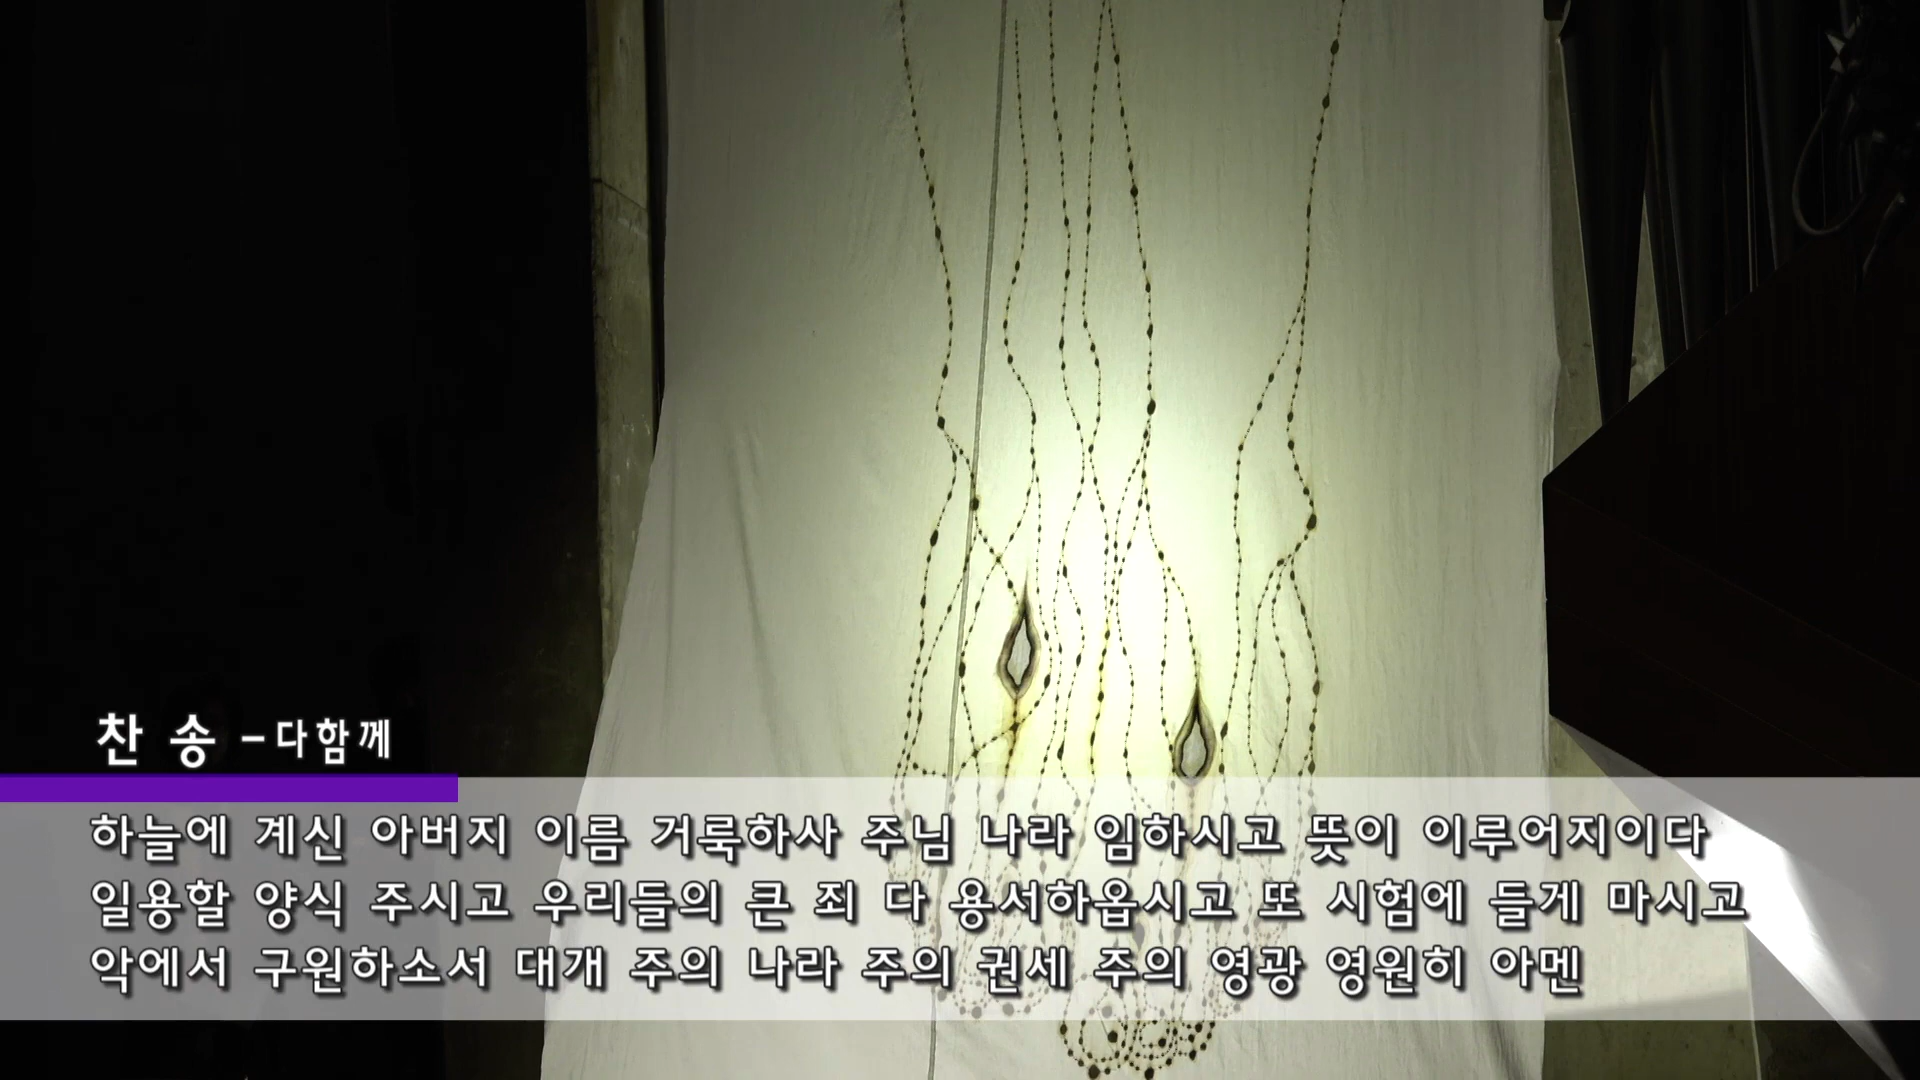 찬 송 - 다함께
하늘에 계신 아버지 이름 거룩하사 주님 나라 임하시고 뜻이 이루어지이다
일용할 양식 주시고 우리들의 큰 죄 다 용서하옵시고 또 시험에 들게 마시고
악에서 구원하소서 대개 주의 나라 주의 권세 주의 영광 영원히 아멘